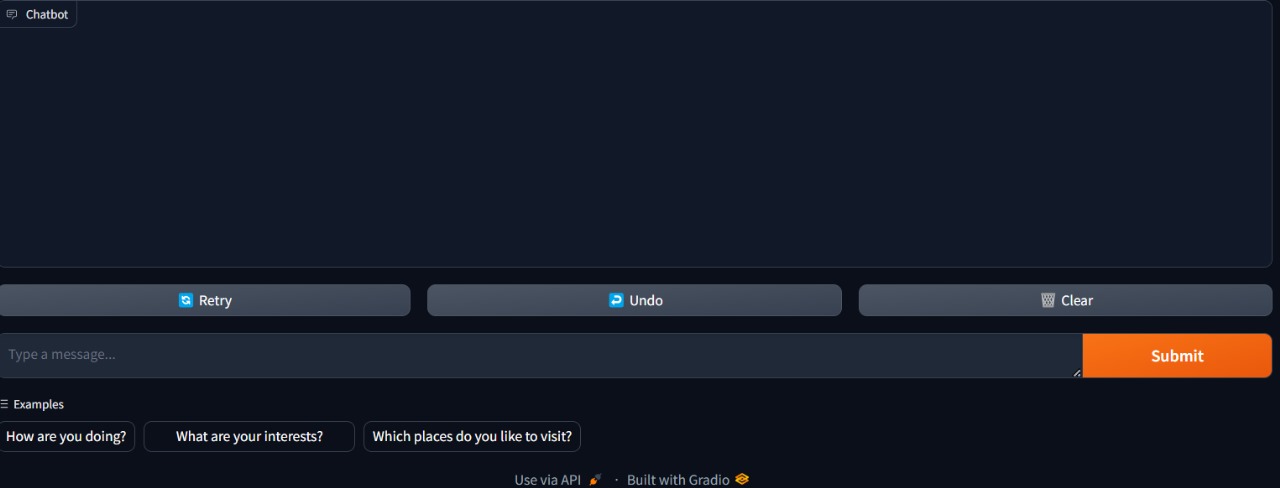 Chatbot
Retry Undo Clear
Type a message...
Submit
Examples
How are you doing? What are your interests? Which places do you like to visit?
Use via API · Built with Gradio